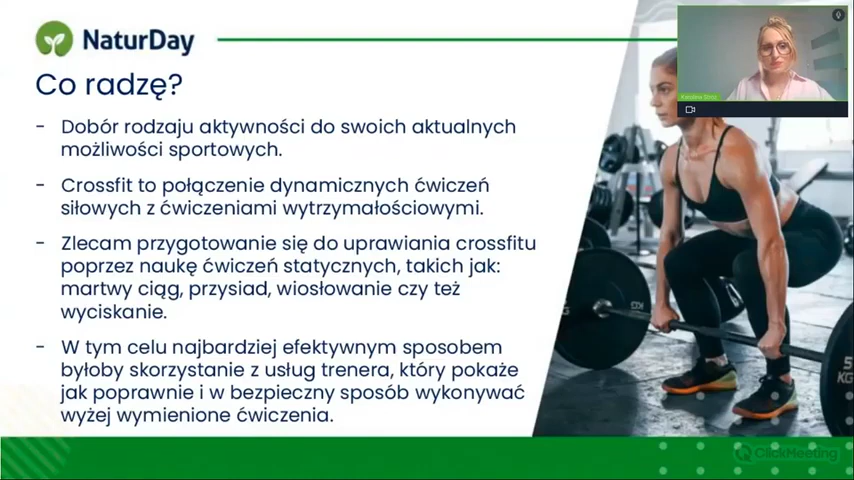 NaturDay
Co radzę?
- Dobór rodzaju aktywności do swoich aktualnych
możliwości sportowych.
- Crossfit to połączenie dynamicznych ćwiczeń
siłowych z ćwiczeniami wytrzymałościowymi.
- Zlecam przygotowanie się do uprawiania crossfitu
poprzez naukę ćwiczeń statycznych, takich jak:
martwy ciąg, przysiad, wiosłowanie czy też
wyciskanie.
- W tym celu najbardziej efektywnym sposobem
byłoby skorzystanie z usług trenera, który pokaże
jak poprawnie i w bezpieczny sposób wykonywać
wyżej wymienione ćwiczenia.
KG
5
KG
ClickMeeting